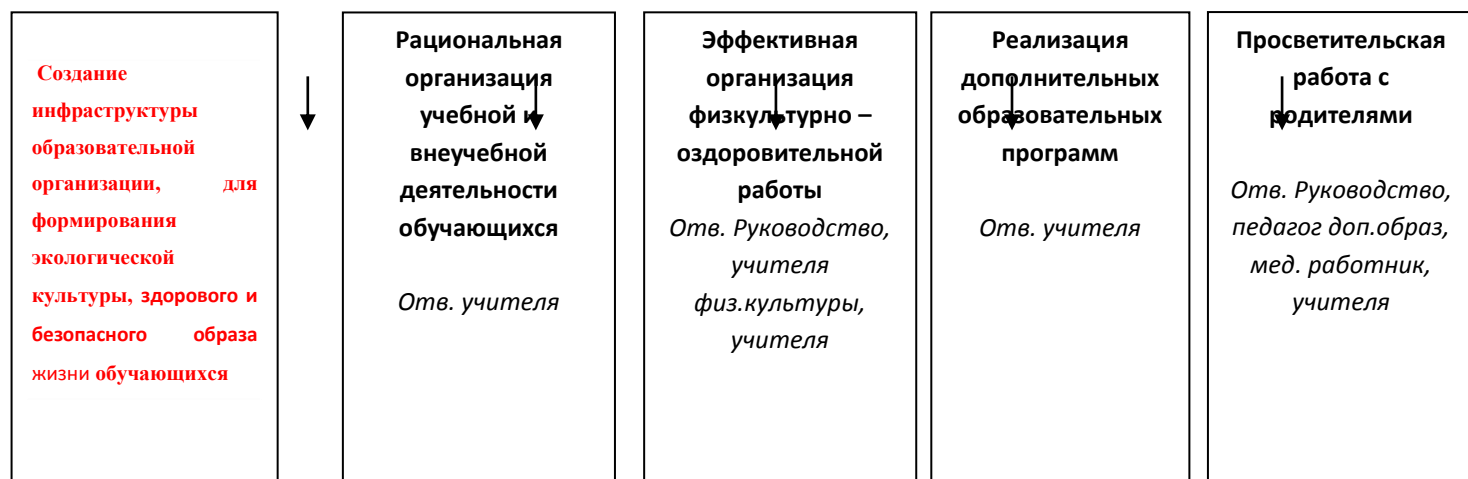 Создание
инфраструктуры
образовательной
организации, для
формирования
экологической
культуры, здорового и
безопасного образа
жизни обучающихся
Рациональная
организация
учебной и
внеучебной
деятельности
обучающихся
Отв. учителя
Эффективная
организация
физкультурно –
оздоровительной
работы
Отв. Руководство,
учителя
физ.культуры,
учителя
Реализация
дополнительных
образовательных
программ
Отв. учителя
Просветительская
работа с
родителями
Отв. Руководство,
педагог доп.образ,
мед. работник,
учителя